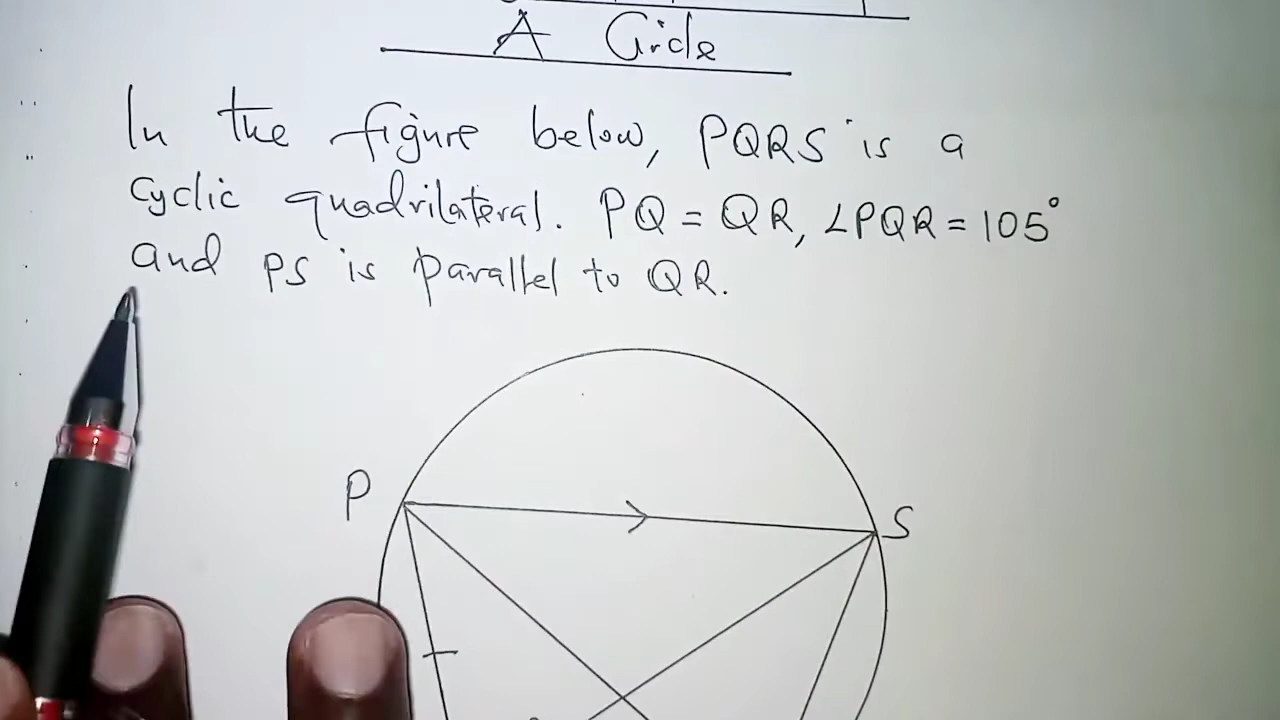 A Circle
In the figure below, PQRS is a
cyclic quadrilateral. PQ = QR, ∠PQR = 105°
and PS is parallel to QR.
P
S